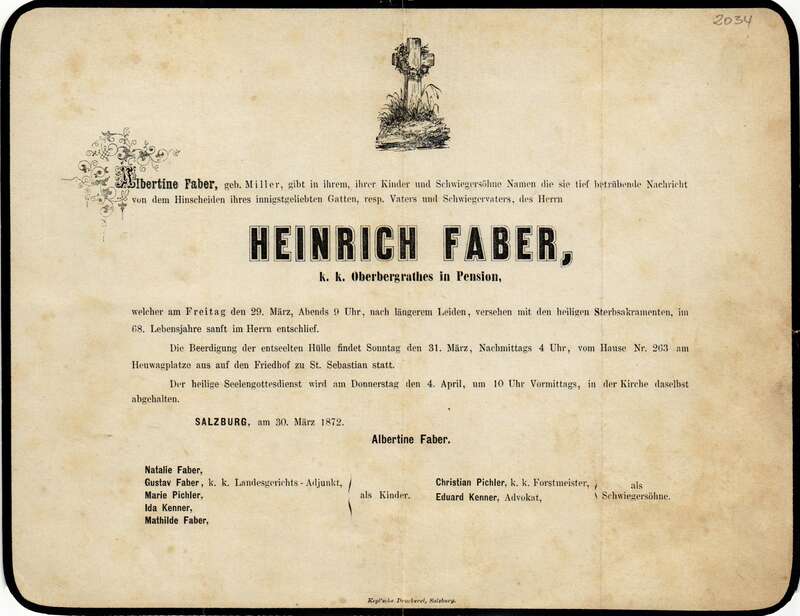 2034
Albertine Faber, geb. Miller, gibt in ihrem, ihrer Kinder und Schwiegersöhne Namen die sie tief betrübende Nachricht
von dem Hinscheiden ihres innigstgeliebten Gatten, resp. Vaters und Schwiegervaters, des Herrn
HEINRICH FABER,
k. k. Oberbergrathes in Pension,
welcher am Freitag den 29. März, Abends 9 Uhr, nach längerem Leiden, versehen mit den heiligen Sterbsakramenten, im
68. Lebensjahre sanft im Herrn entschlief.
Die Beerdigung der entseelten Hülle findet Sonntag den 31. März, Nachmittags 4 Uhr, vom Hause Nr. 263 am
Heuwagplatze aus auf den Friedhof zu St. Sebastian statt.
Der heilige Seelengottesdienst wird am Donnerstag den 4. April, um 10 Uhr Vormittags, in der Kirche daselbst
abgehalten.
SALZBURG, am 30. März 1872.
Albertine Faber.
Natalie Faber,
Gustav Faber, k. k. Landesgerichts-Adjunkt,
Marie Pichler,
Ida Kenner,
Mathilde Faber,
als Kinder.
Christian Pichler, k. k. Forstmeister,
Eduard Kenner, Advokat,
als
Schwiegersöhne.
Druckerei, Salzburg.